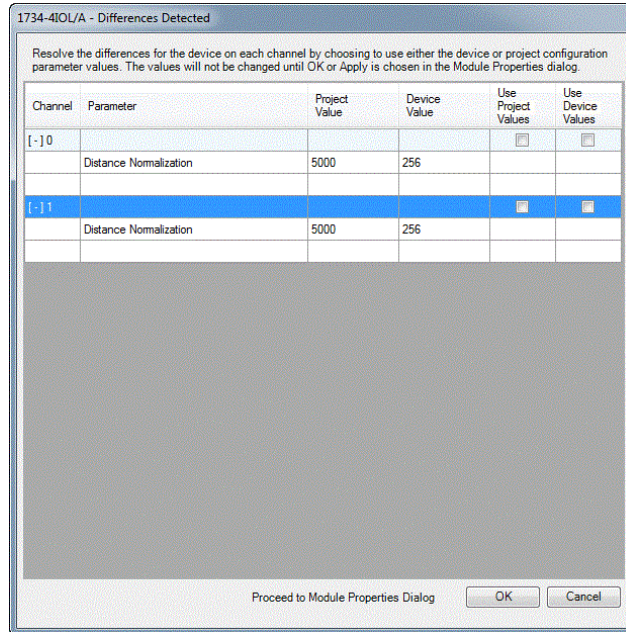 1734-4IOL/A - Differences Detected
Resolve the differences for the device on each channel by choosing to use either the device or project configuration
parameter values. The values will not be changed until OK or Apply is chosen in the Module Properties dialog.
Channel Parameter Project Value Device Value Use Project Values Use Device Values
[-] 0
Distance Normalization 5000 256
[-] 1
Distance Normalization 5000 256
Proceed to Module Properties Dialog OK Cancel